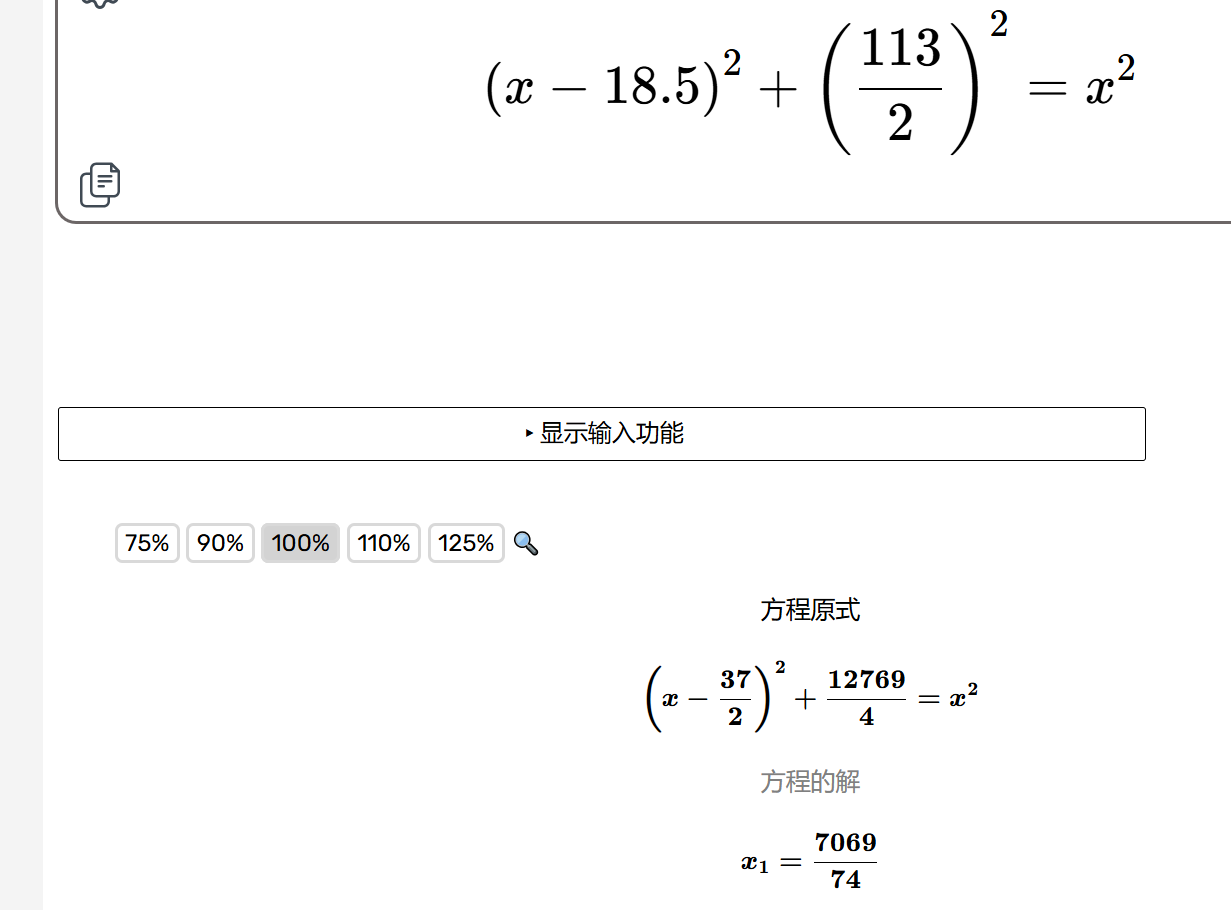 (x − 18.5)² + (113/2)² = x²
‣ 显示输入功能
75% 90% 100% 110% 125%
方程原式
(x − 37/2)² + 12769/4 = x²
方程的解
x₁ = 7069/74